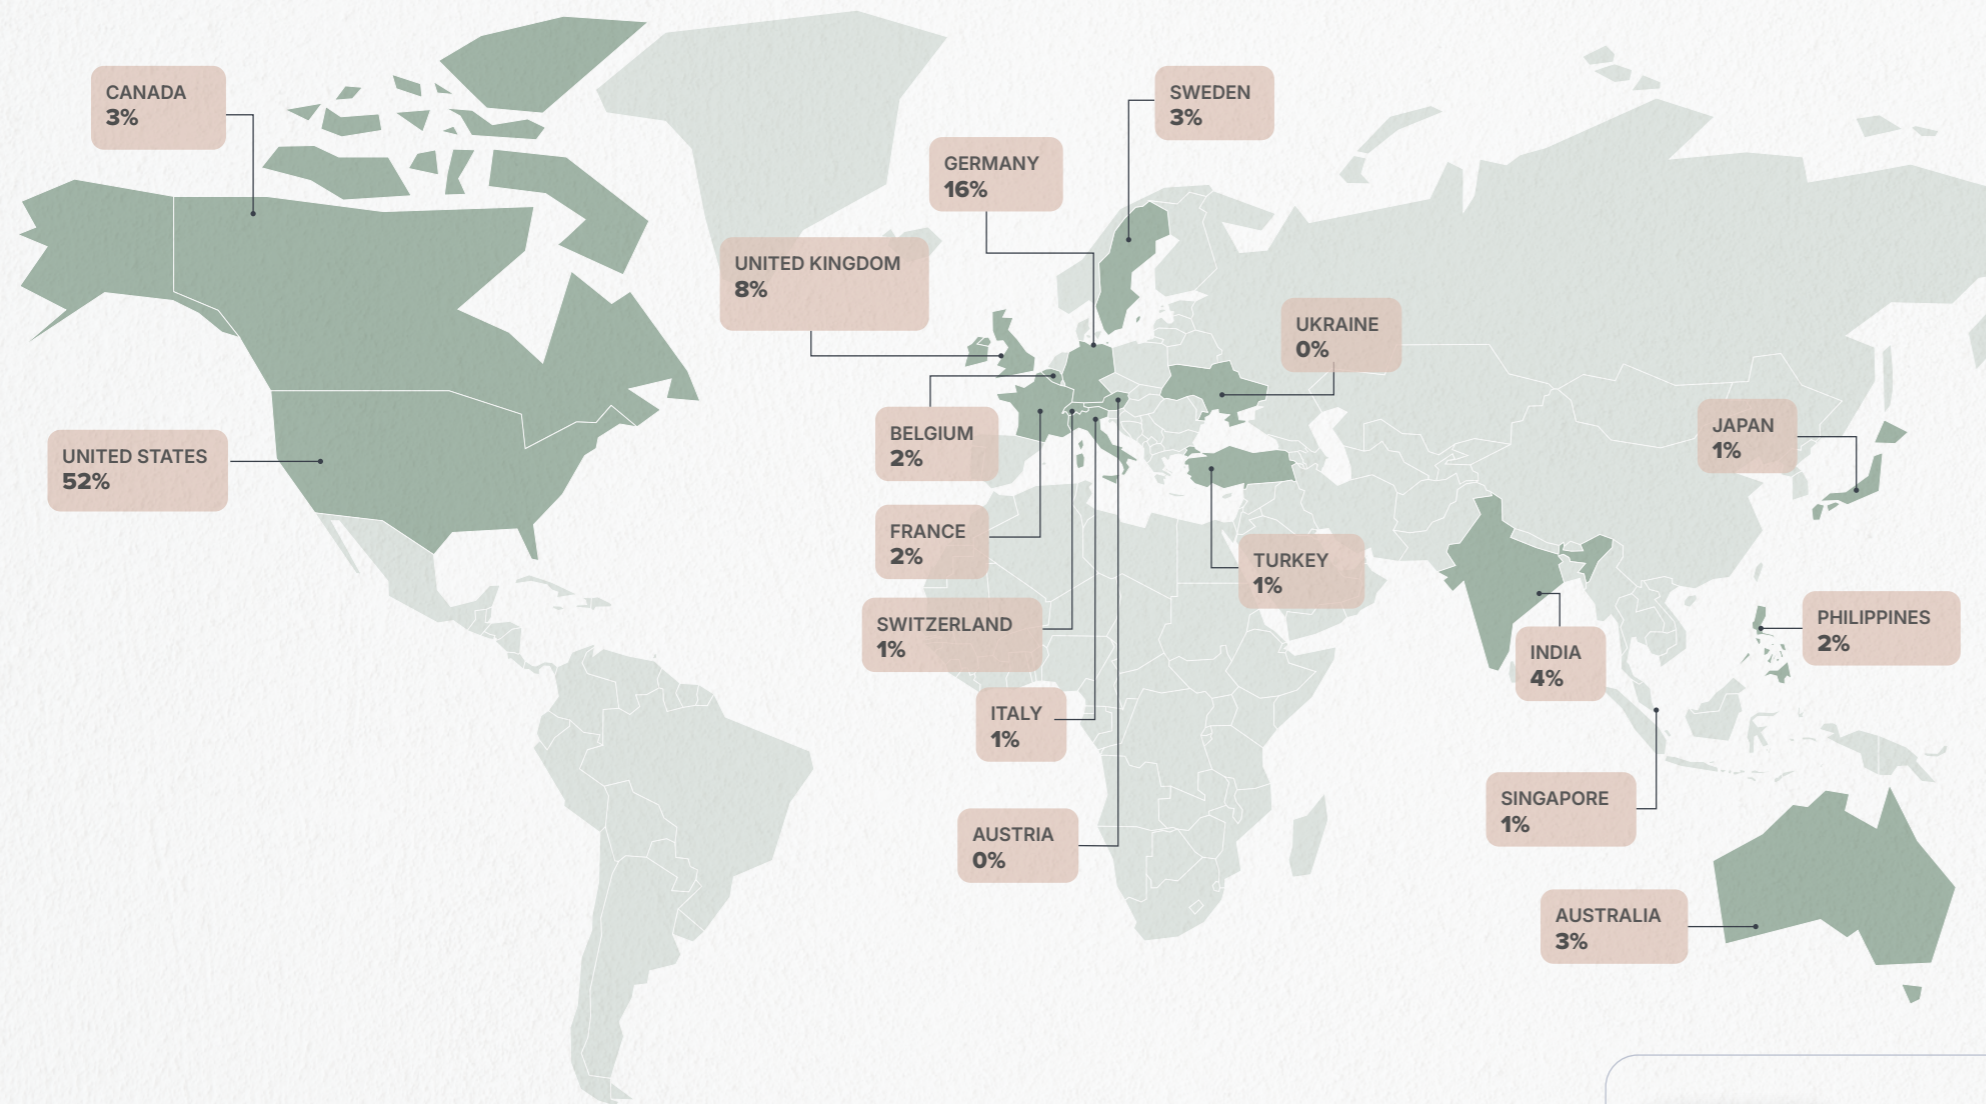 CANADA
3%
SWEDEN
3%
GERMANY
16%
UNITED KINGDOM
8%
UKRAINE
0%
UNITED STATES
52%
BELGIUM
2%
JAPAN
1%
FRANCE
2%
TURKEY
1%
SWITZERLAND
1%
PHILIPPINES
2%
INDIA
4%
ITALY
1%
SINGAPORE
1%
AUSTRIA
0%
AUSTRALIA
3%